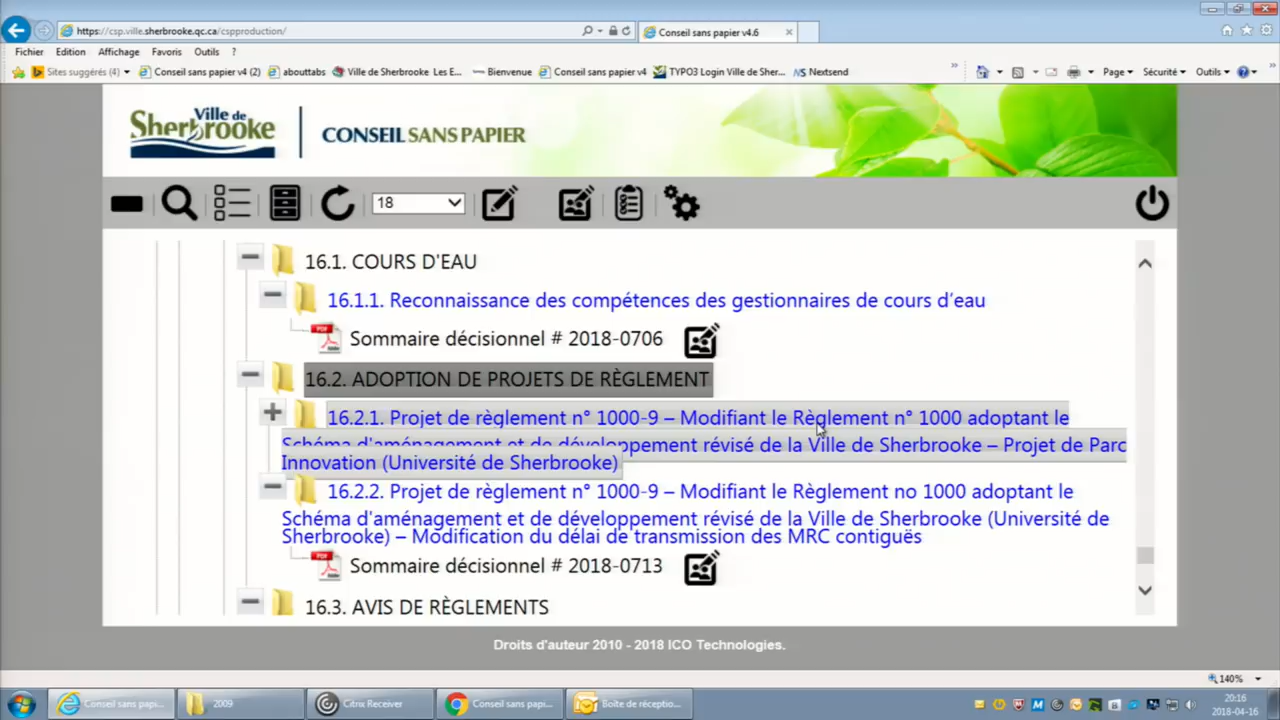 https://csp.ville.sherbrooke.qc.ca/cspproduction/
Conseil sans papier v4.6
Fichier Edition Affichage Favoris Outils ?
Sites suggérés (4) Conseil sans papier v4 (2) abouttabs Ville de Sherbrooke Les E... Bienvenue Conseil sans papier v4 TYPO3 Login Ville de Sher... Nextsend
Page Sécurité Outils
Ville de
Sherbrooke
CONSEIL SANS PAPIER
18
16.1. COURS D'EAU
16.1.1. Reconnaissance des compétences des gestionnaires de cours d’eau
Sommaire décisionnel # 2018-0706
16.2. ADOPTION DE PROJETS DE RÈGLEMENT
16.2.1. Projet de règlement n° 1000-9 – Modifiant le Règlement n° 1000 adoptant le
Schéma d'aménagement et de développement révisé de la Ville de Sherbrooke – Projet de Parc
Innovation (Université de Sherbrooke)
16.2.2. Projet de règlement n° 1000-9 – Modifiant le Règlement no 1000 adoptant le
Schéma d'aménagement et de développement révisé de la Ville de Sherbrooke (Université de
Sherbrooke) – Modification du délai de transmission des MRC contiguës
Sommaire décisionnel # 2018-0713
16.3. AVIS DE RÈGLEMENTS
Droits d'auteur 2010 - 2018 ICO Technologies.
140%
Conseil sans papi... 2009 Citrix Receiver Conseil sans papi... Boîte de réceptio...
20:16
2018-04-16